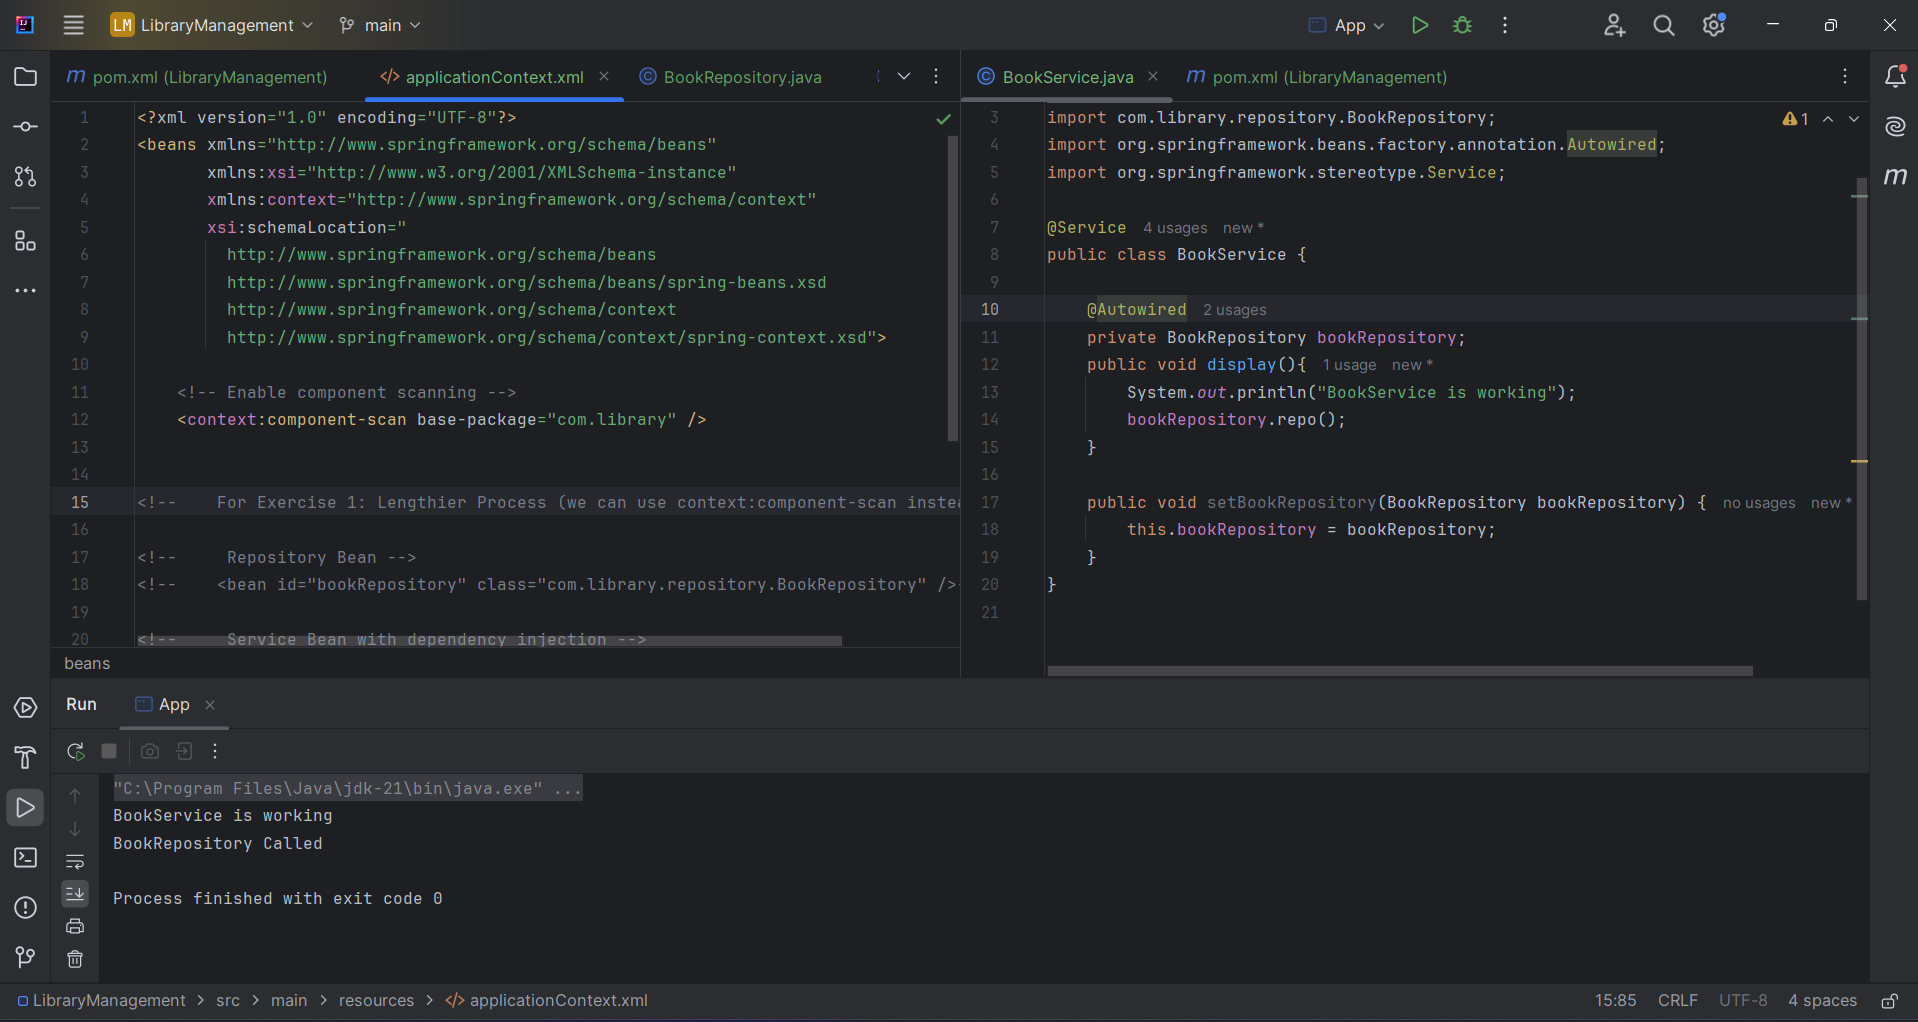 LM LibraryManagement main App
pom.xml (LibraryManagement) applicationContext.xml BookRepository.java
1 <?xml version="1.0" encoding="UTF-8"?>
2 <beans xmlns="http://www.springframework.org/schema/beans"
3 xmlns:xsi="http://www.w3.org/2001/XMLSchema-instance"
4 xmlns:context="http://www.springframework.org/schema/context"
5 xsi:schemaLocation="
6 http://www.springframework.org/schema/beans
7 http://www.springframework.org/schema/beans/spring-beans.xsd
8 http://www.springframework.org/schema/context
9 http://www.springframework.org/schema/context/spring-context.xsd">
10
11 <!-- Enable component scanning -->
12 <context:component-scan base-package="com.library" />
13
14
15 <!-- For Exercise 1: Lengthier Process (we can use context:component-scan instea
16
17 <!-- Repository Bean -->
18 <!-- <bean id="bookRepository" class="com.library.repository.BookRepository" />
19
20 <!-- Service Bean with dependency injection -->
beans
BookService.java pom.xml (LibraryManagement)
3 import com.library.repository.BookRepository; 1
4 import org.springframework.beans.factory.annotation.Autowired;
5 import org.springframework.stereotype.Service;
6
7 @Service 4 usages new *
8 public class BookService {
9
10 @Autowired 2 usages
11 private BookRepository bookRepository;
12 public void display(){ 1 usage new *
13 System.out.println("BookService is working");
14 bookRepository.repo();
15 }
16
17 public void setBookRepository(BookRepository bookRepository) { no usages new *
18 this.bookRepository = bookRepository;
19 }
20 }
21
Run App
"C:\Program Files\Java\jdk-21\bin\java.exe" ...
BookService is working
BookRepository Called
Process finished with exit code 0
LibraryManagement > src > main > resources > applicationContext.xml 15:85 CRLF UTF-8 4 spaces